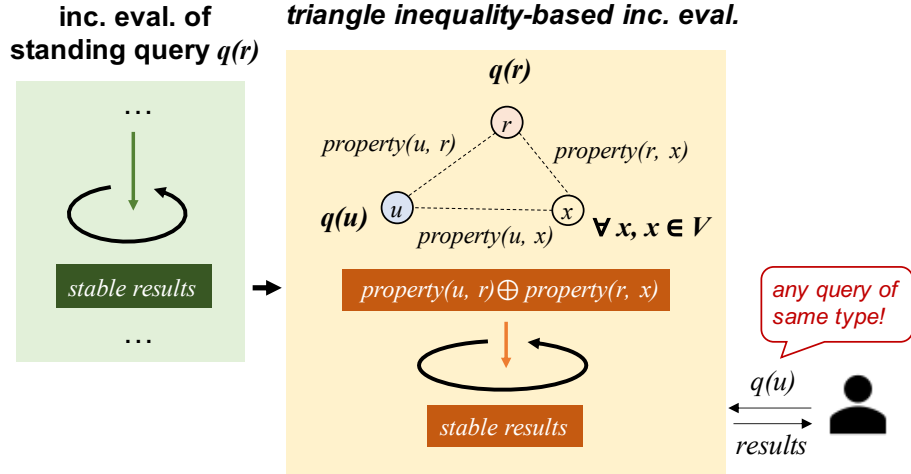 inc. eval. of
standing query q(r)
...
stable results
...
triangle inequality-based inc. eval.
q(r)
r
property(u, r)
property(r, x)
q(u)
u
x
∀ x, x ∈ V
property(u, x)
property(u, r)⊕ property(r, x)
stable results
any query of
same type!
q(u)
results